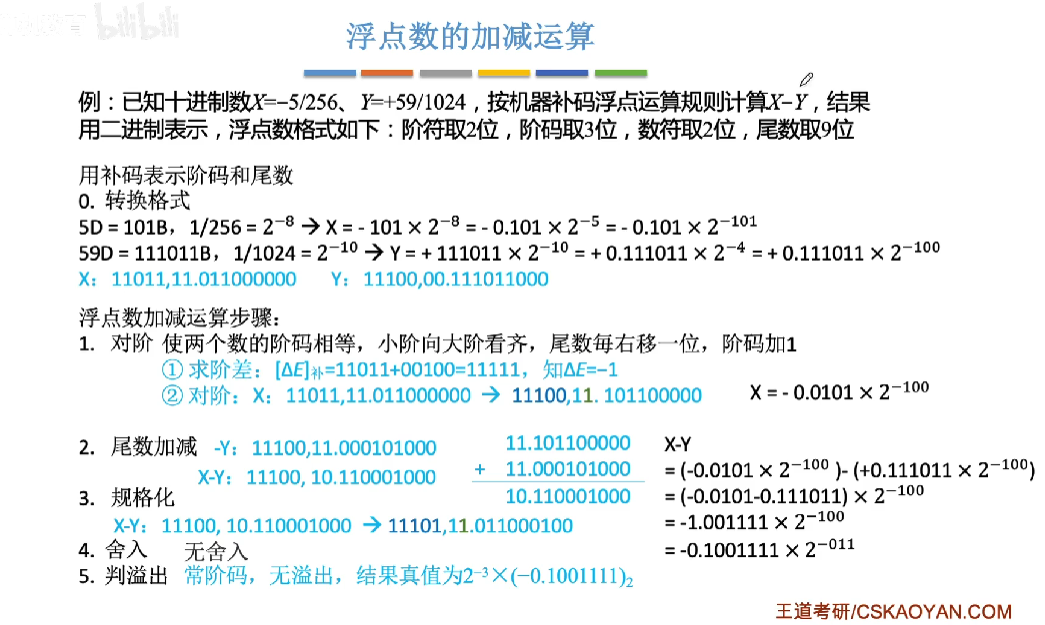 bilibili
浮点数的加减运算
例：已知十进制数X=−5/256、Y=+59/1024，按机器补码浮点运算规则计算X−Y，结果
用二进制表示，浮点数格式如下：阶符取2位，阶码取3位，数符取2位，尾数取9位
用补码表示阶码和尾数
0. 转换格式
5D = 101B，1/256 = 2⁻⁸ → X = - 101 × 2⁻⁸ = - 0.101 × 2⁻⁵ = - 0.101 × 2⁻¹⁰¹
59D = 111011B，1/1024 = 2⁻¹⁰ → Y = + 111011 × 2⁻¹⁰ = + 0.111011 × 2⁻⁴ = + 0.111011 × 2⁻¹⁰⁰
X：11011,11.011000000 Y：11100,00.111011000
浮点数加减运算步骤：
1. 对阶 使两个数的阶码相等，小阶向大阶看齐，尾数每右移一位，阶码加1
① 求阶差：[ΔE]补=11011+00100=11111，知ΔE=−1
② 对阶：X：11011,11.011000000 → 11100,11. 101100000 X = - 0.0101 × 2⁻¹⁰⁰
2. 尾数加减 -Y：11100,11.000101000
X-Y：11100, 10.110001000
11.101100000
+ 11.000101000
10.110001000
X-Y
= (-0.0101 × 2⁻¹⁰⁰ )- (+0.111011 × 2⁻¹⁰⁰)
= (-0.0101-0.111011) × 2⁻¹⁰⁰
= -1.001111 × 2⁻¹⁰⁰
= -0.1001111 × 2⁻⁰¹¹
3. 规格化
X-Y：11100, 10.110001000 → 11101,11.011000100
4. 舍入 无舍入
5. 判溢出 常阶码，无溢出，结果真值为2⁻³×(−0.1001111)₂
王道考研/CSKAOYAN.COM